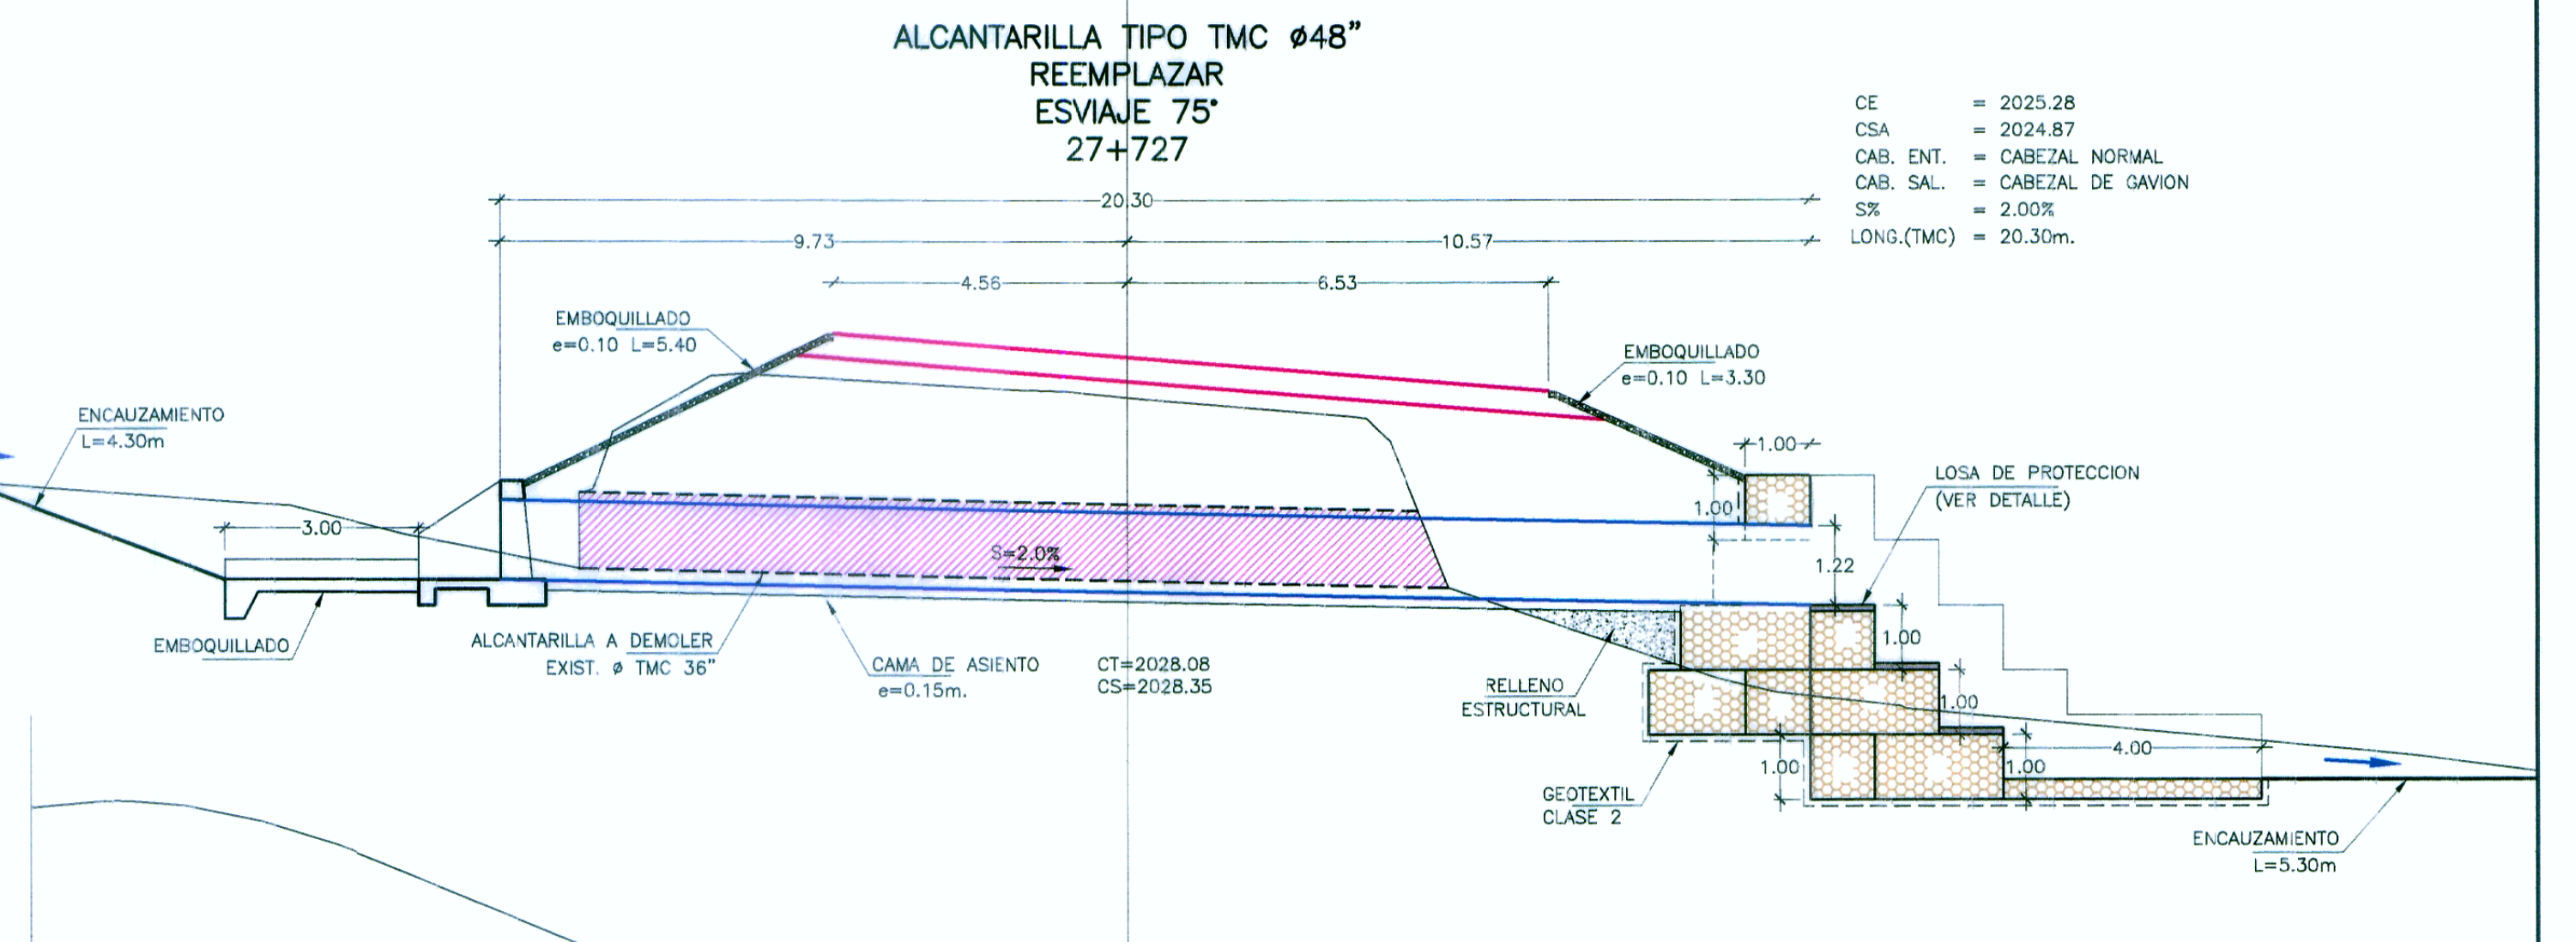 ALCANTARILLA TIPO TMC ø48"
REEMPLAZAR
ESVIAJE 75°
27+727
CE = 2025.28
CSA = 2024.87
CAB. ENT. = CABEZAL NORMAL
CAB. SAL. = CABEZAL DE GAVION
S% = 2.00%
LONG.(TMC) = 20.30m.
20.30
9.73
10.57
4.56
6.53
EMBOQUILLADO
e=0.10 L=5.40
EMBOQUILLADO
e=0.10 L=3.30
ENCAUZAMIENTO
L=4.30m
1.00
LOSA DE PROTECCION
(VER DETALLE)
1.00
3.00
S=2.0%
1.22
1.00
EMBOQUILLADO
ALCANTARILLA A DEMOLER
EXIST. ø TMC 36"
CAMA DE ASIENTO
e=0.15m.
CT=2028.08
CS=2028.35
RELLENO
ESTRUCTURAL
1.00
4.00
1.00
1.00
GEOTEXTIL
CLASE 2
ENCAUZAMIENTO
L=5.30m